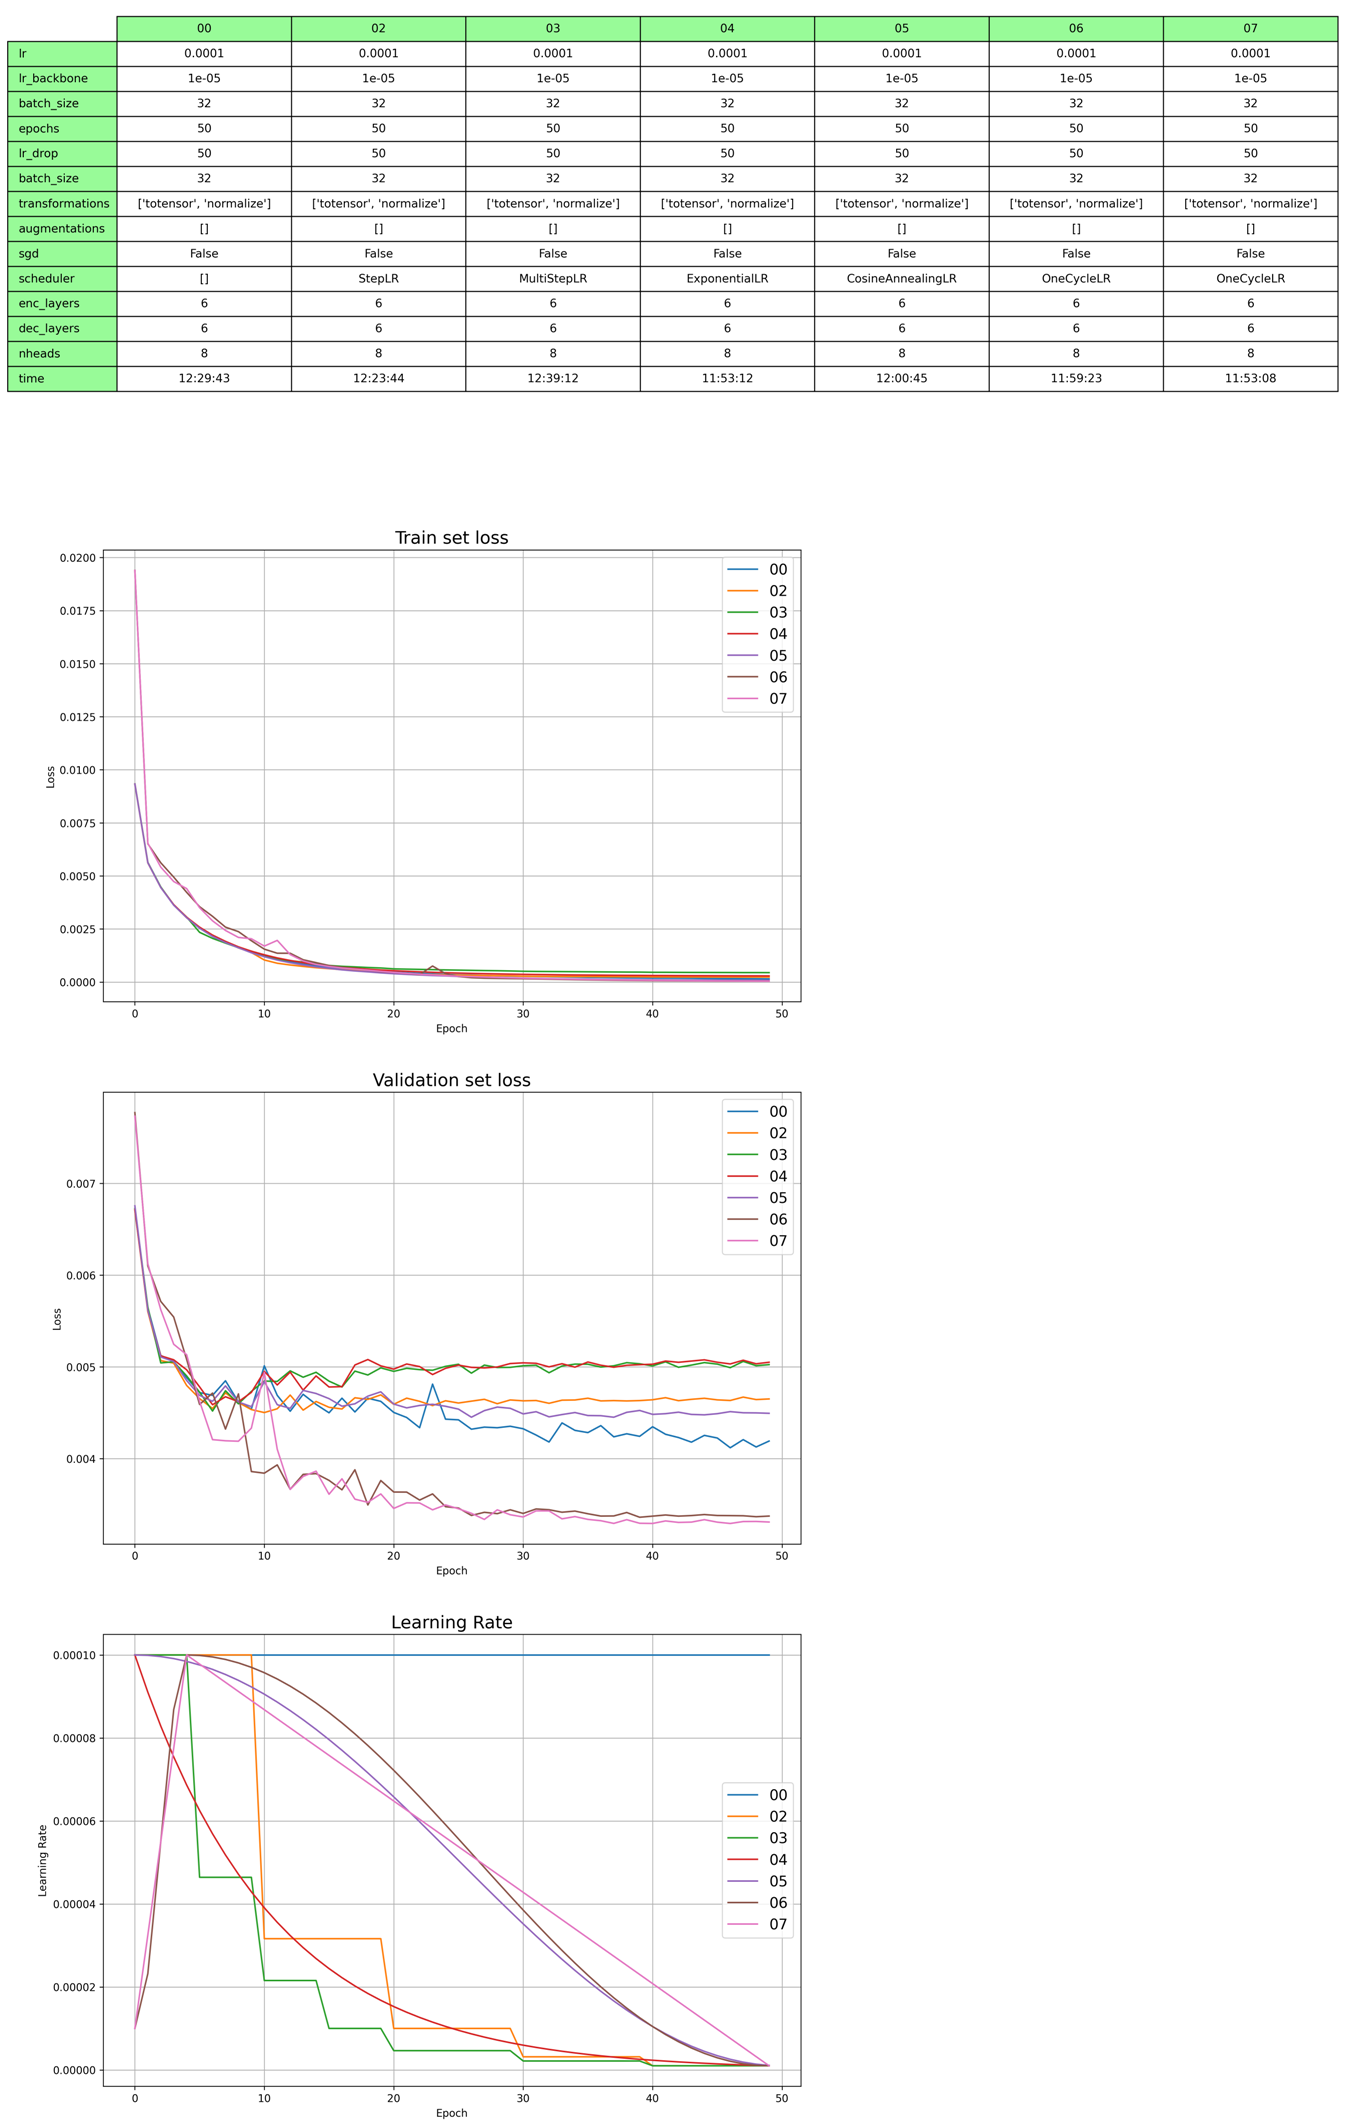 00 02 03 04 05 06 07
lr 0.0001 0.0001 0.0001 0.0001 0.0001 0.0001 0.0001
lr_backbone 1e-05 1e-05 1e-05 1e-05 1e-05 1e-05 1e-05
batch_size 32 32 32 32 32 32 32
epochs 50 50 50 50 50 50 50
lr_drop 50 50 50 50 50 50 50
batch_size 32 32 32 32 32 32 32
transformations ['totensor', 'normalize'] ['totensor', 'normalize'] ['totensor', 'normalize'] ['totensor', 'normalize'] ['totensor', 'normalize'] ['totensor', 'normalize'] ['totensor', 'normalize']
augmentations [] [] [] [] [] [] []
sgd False False False False False False False
scheduler [] StepLR MultiStepLR ExponentialLR CosineAnnealingLR OneCycleLR OneCycleLR
enc_layers 6 6 6 6 6 6 6
dec_layers 6 6 6 6 6 6 6
nheads 8 8 8 8 8 8 8
time 12:29:43 12:23:44 12:39:12 11:53:12 12:00:45 11:59:23 11:53:08
Train set loss
0.0200
0.0175
0.0150
0.0125
0.0100
0.0075
0.0050
0.0025
0.0000
Loss
00
02
03
04
05
06
07
0 10 20 30 40 50
Epoch
Validation set loss
0.007
0.006
0.005
0.004
Loss
00
02
03
04
05
06
07
0 10 20 30 40 50
Epoch
Learning Rate
0.00010
0.00008
0.00006
0.00004
0.00002
0.00000
Learning Rate
00
02
03
04
05
06
07
0 10 20 30 40 50
Epoch